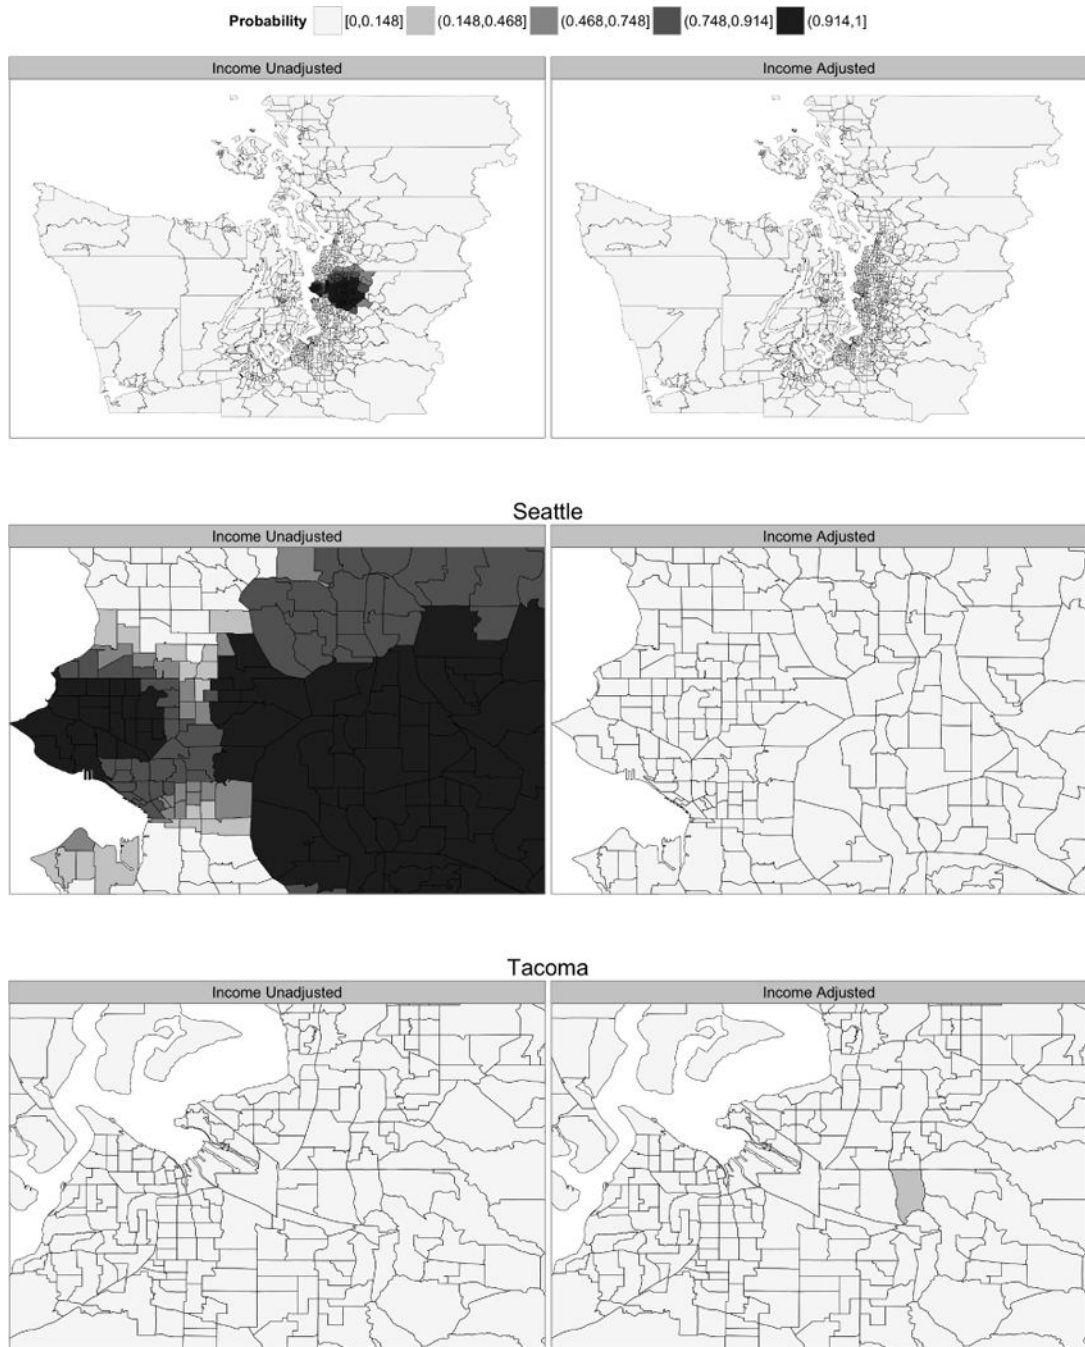 Probability [0,0.148] (0.148,0.468] (0.468,0.748] (0.748,0.914] (0.914,1]
Income Unadjusted Income Adjusted
Seattle
Income Unadjusted Income Adjusted
Tacoma
Income Unadjusted Income Adjusted